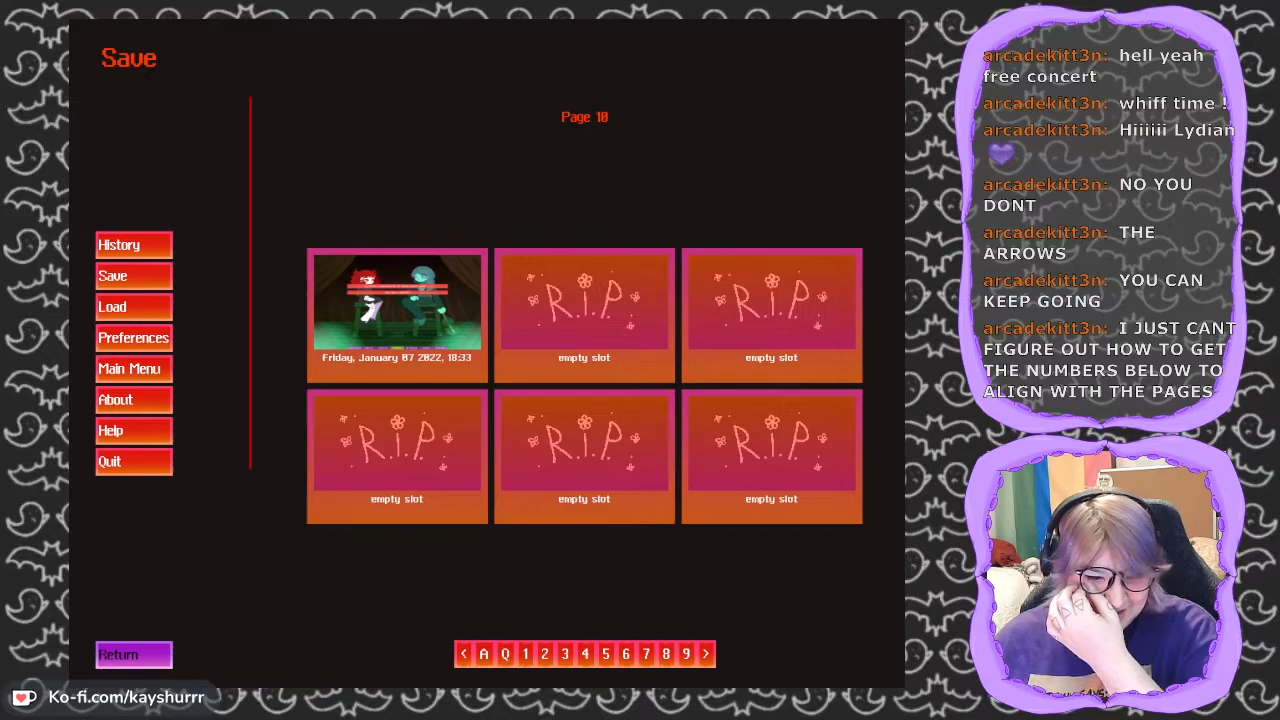 Save
Page 10
History
Save
Load
Preferences
Main Menu
About
Help
Quit
Return
R.I.P
R.I.P
Friday, January 07 2022, 18:33
empty slot
empty slot
R.I.P
R.I.P
R.I.P
empty slot
empty slot
empty slot
< A Q 1 2 3 4 5 6 7 8 9 >
Ko-fi.com/kayshurrr
arcadekitt3n: hell yeah
free concert
arcadekitt3n: whiff time !
arcadekitt3n: Hiiiiii Lydian
arcadekitt3n: NO YOU
DONT
arcadekitt3n: THE
ARROWS
arcadekitt3n: YOU CAN
KEEP GOING
arcadekitt3n: I JUST CANT
FIGURE OUT HOW TO GET
THE NUMBERS BELOW TO
ALIGN WITH THE PAGES